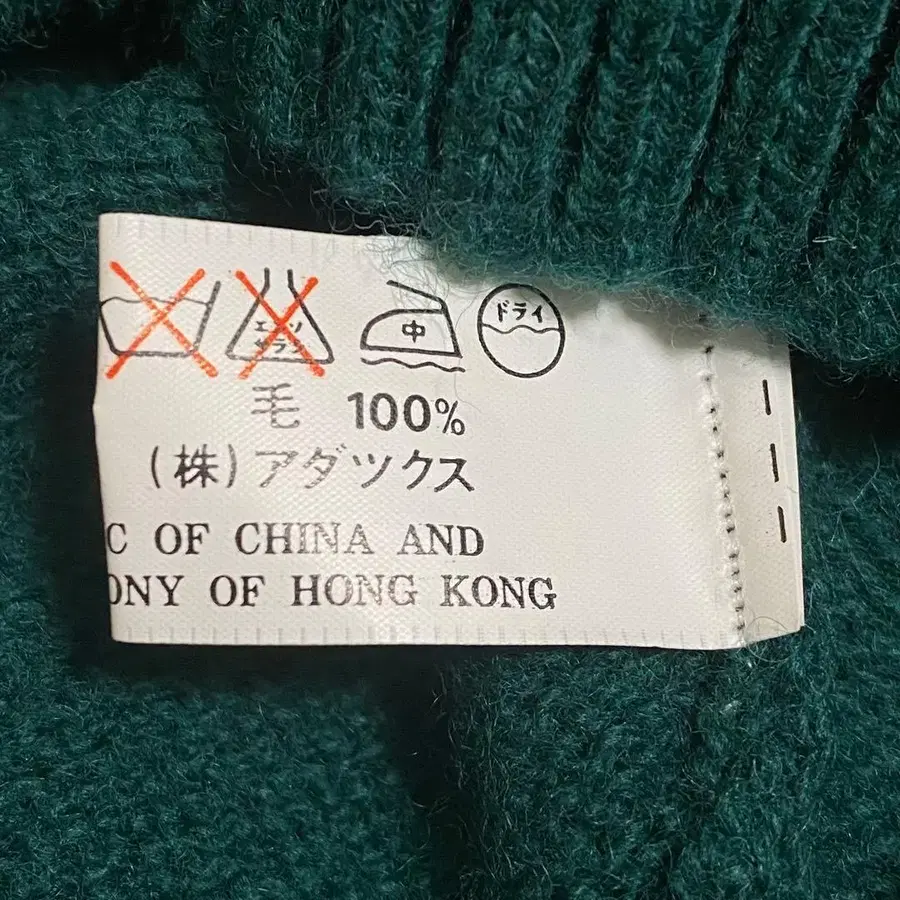 エンソ サラシ 中 ドライ
毛 100%
(株)アダツクス
C OF CHINA AND
ONY OF HONG KONG